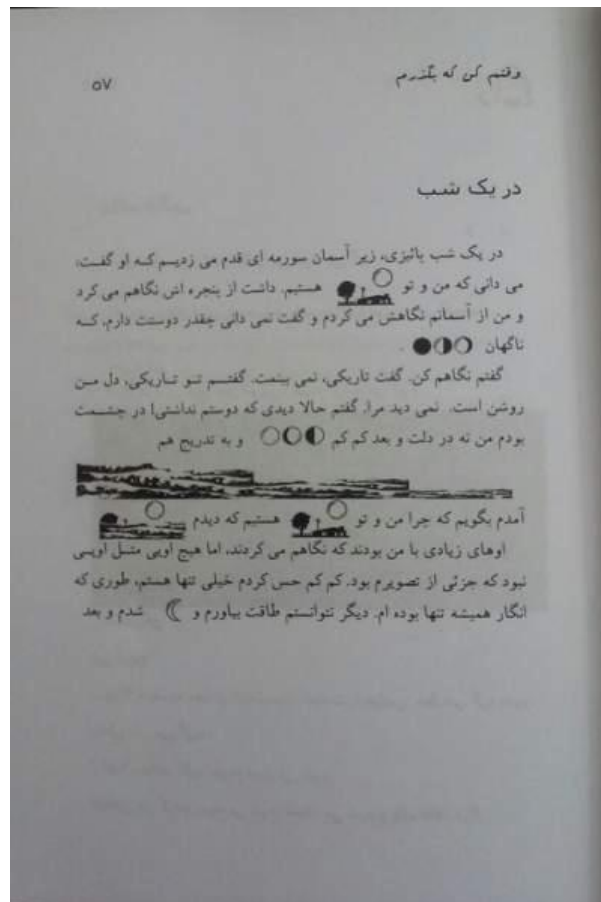 وقتم کن که بگذرم
۵۷
در یک شب
در یک شب پائیزی، زیر آسمان سورمه ای قدم می زدیم که او گفت،
می دانی که من و تو هستیم. داشت از پنجره اش نگاهم می کرد
و من از آسمانم نگاهش می کردم و گفت نمی دانی چقدر دوستت دارم، که
ناگهان .
گفتم نگاهم کن. گفت تاریکی، نمی بینمت. گفتم تو تاریکی، دل من
روشن است. نمی دید مرا. گفتم حالا دیدی که دوستم نداشتی! در چشمت
بودم من نه در دلت و بعد کم کم و به تدریج هم
آمدم بگویم که چرا من و تو هستیم که دیدم
اوهای زیادی با من بودند که نگاهم می کردند، اما هیچ اویی مثل اویی
نبود که جزئی از تصویرم بود. کم کم حس کردم خیلی تنها هستم، طوری که
انگار همیشه تنها بوده ام. دیگر نتوانستم طاقت بیاورم و شدم و بعد